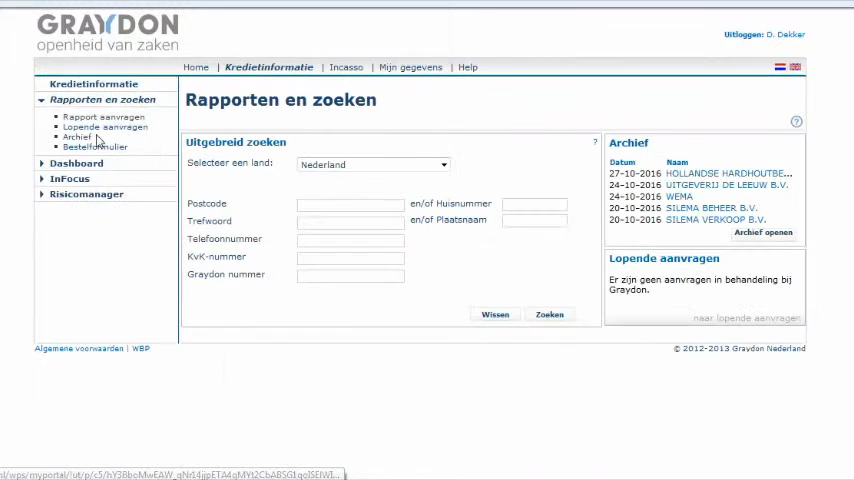 GRAYDON
openheid van zaken
Uitloggen: D. Dekker
Home | Kredietinformatie | Incasso | Mijn gegevens | Help
Kredietinformatie
Rapporten en zoeken
Rapport aanvragen
Lopende aanvragen
Archief
Bestelformulier
Dashboard
InFocus
Risicomanager
Rapporten en zoeken
?
Uitgebreid zoeken
?
Selecteer een land: Nederland
Postcode en/of Huisnummer
Trefwoord en/of Plaatsnaam
Telefoonnummer
KvK-nummer
Graydon nummer
Wissen Zoeken
Archief
Datum Naam
27-10-2016 HOLLANDSE HARDHOUTBE...
24-10-2016 UITGEVERIJ DE LEEUW B.V.
24-10-2016 WEMA
20-10-2016 SILEMA BEHEER B.V.
20-10-2016 SILEMA VERKOOP B.V.
Archief openen
Lopende aanvragen
Er zijn geen aanvragen in behandeling bij
Graydon.
naar lopende aanvragen
Algemene voorwaarden | WBP
© 2012-2013 Graydon Nederland